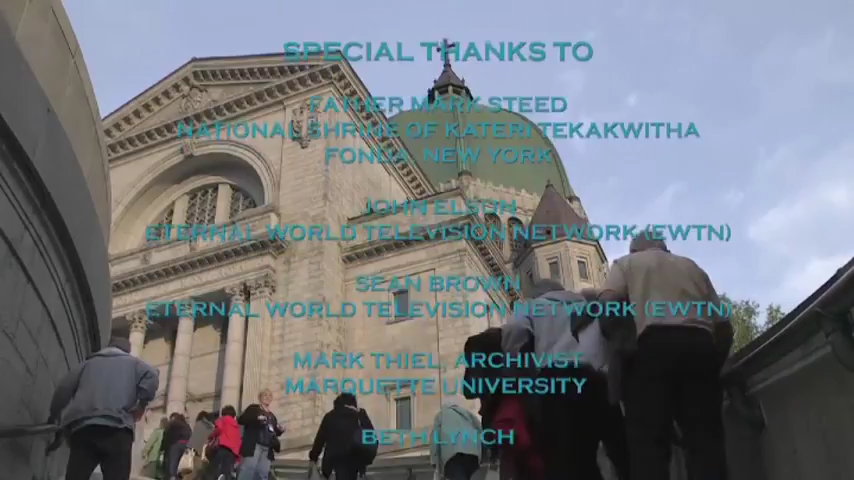 SPECIAL THANKS TO
FATHER MARK STEED
NATIONAL SHRINE OF KATERI TEKAKWITHA
FONDA, NEW YORK
JOHN ELSON
ETERNAL WORLD TELEVISION NETWORK (EWTN)
SEAN BROWN
ETERNAL WORLD TELEVISION NETWORK (EWTN)
MARK THIEL, ARCHIVIST
MARQUETTE UNIVERSITY
BETH LYNCH